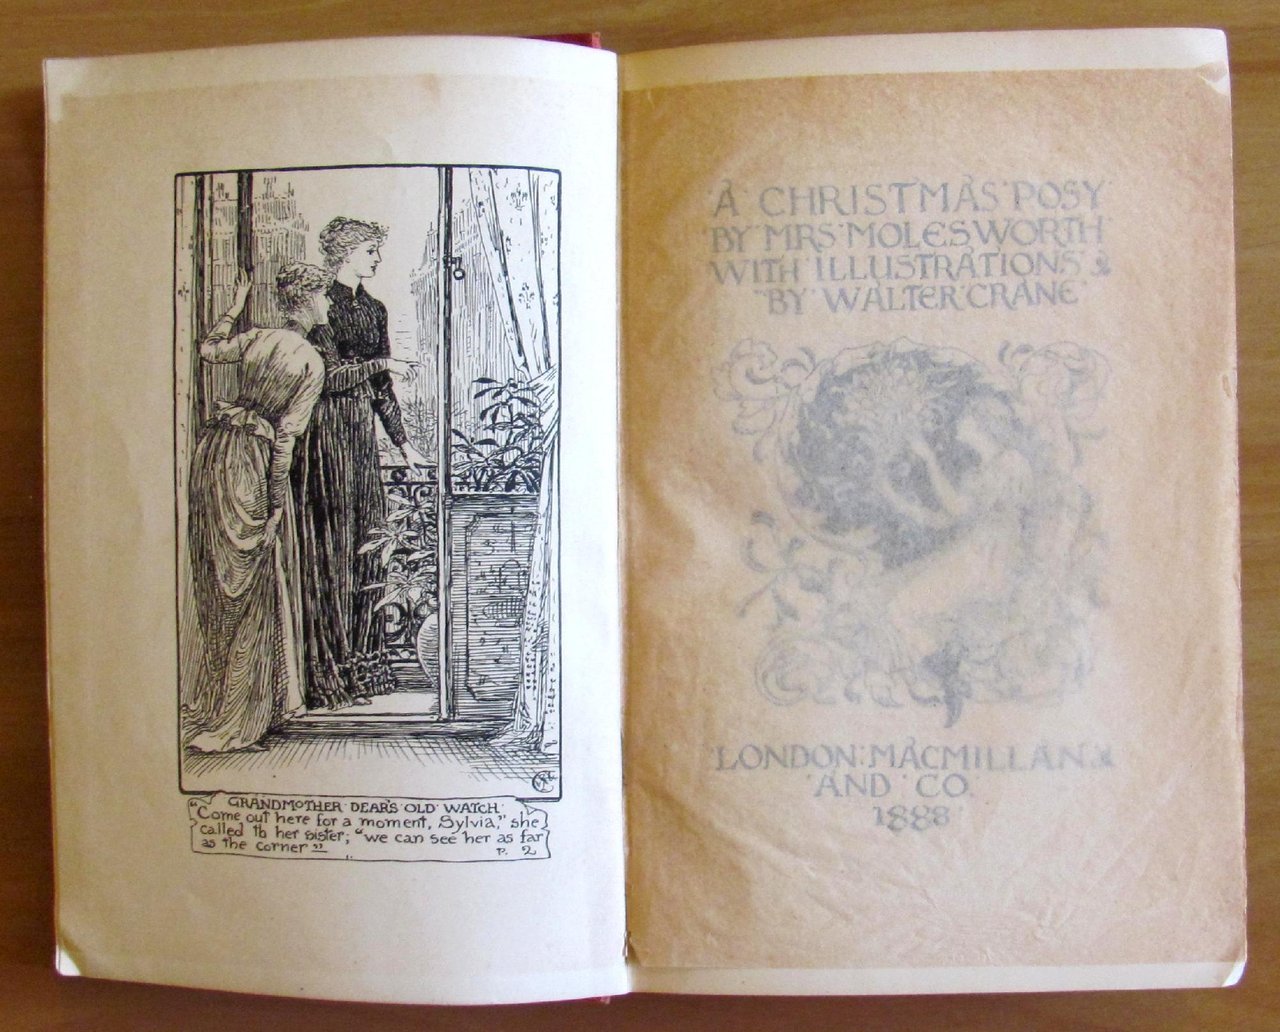 GRANDMOTHER DEAR'S OLD WATCH
"Come out here for a moment, Sylvia," she
called to her sister; "we can see her as far
as the corner"
p. 2
A CHRISTMAS POSY
BY MRS MOLESWORTH
WITH ILLUSTRATIONS
BY WALTER CRANE
LONDON: MACMILLAN
AND CO.
1888